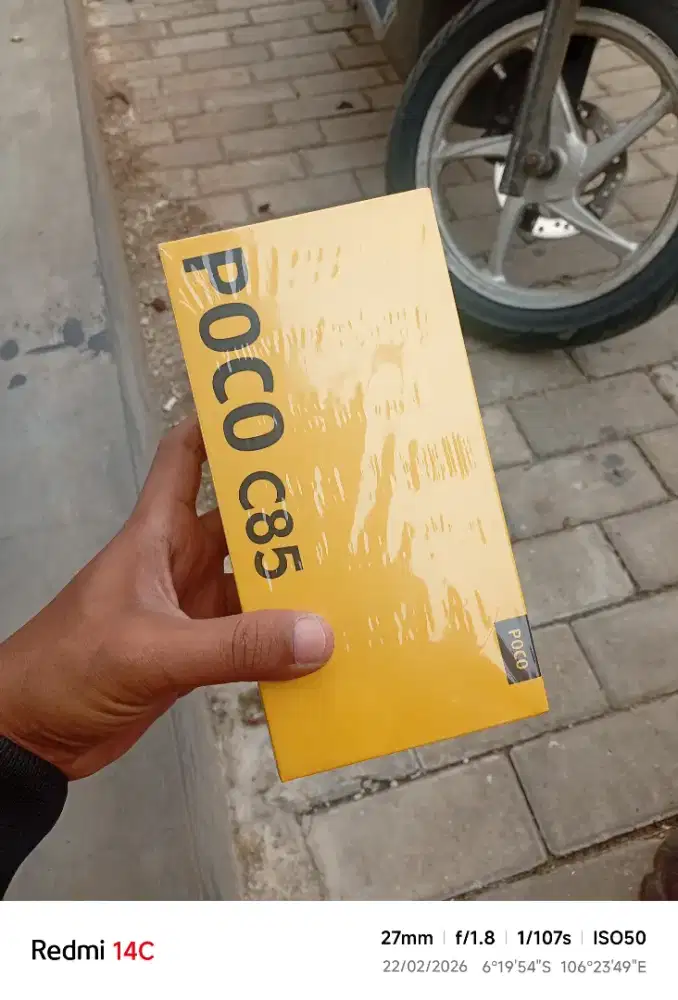 POCO C85
POCO
Redmi 14C
27mm | f/1.8 | 1/107s | ISO50
22/02/2026 6°19'54"S 106°23'49"E